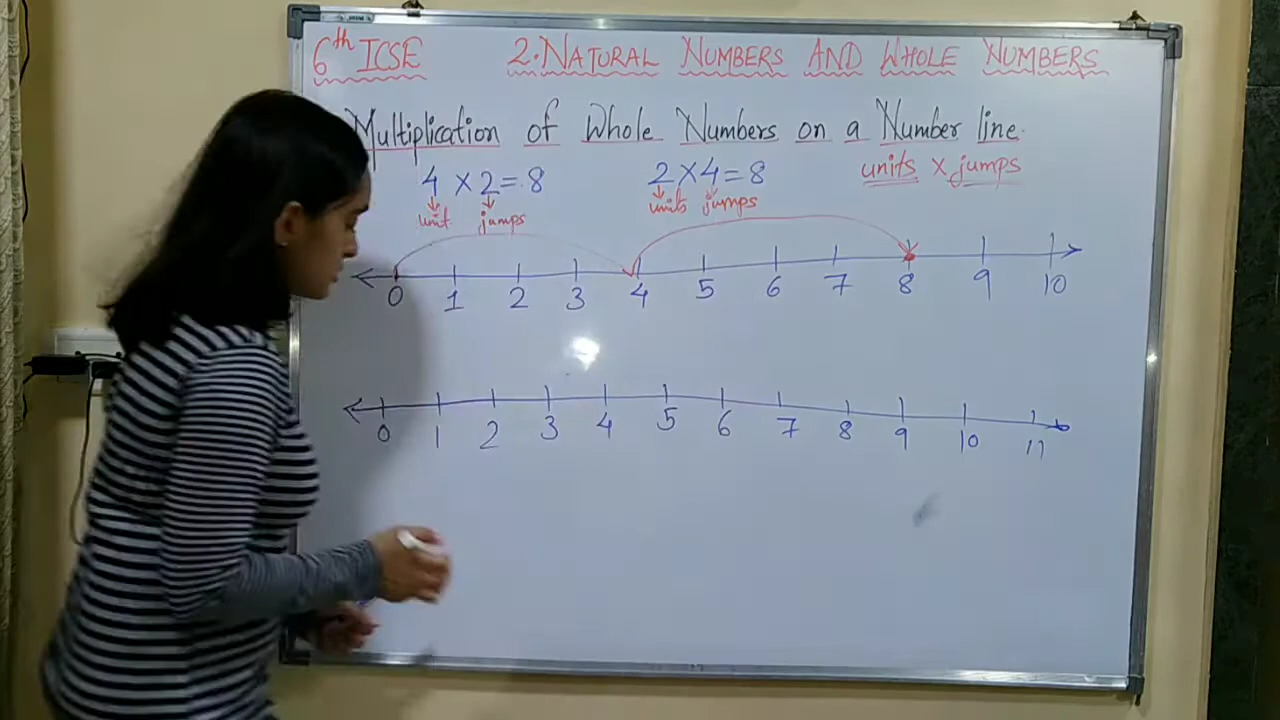 6th ICSE 2. NATURAL NUMBERS AND WHOLE NUMBERS
Multiplication of Whole Numbers on a Number line.
4 × 2 = 8 2 × 4 = 8 units × jumps
unit jumps units jumps
0 1 2 3 4 5 6 7 8 9 10
0 1 2 3 4 5 6 7 8 9 10 11